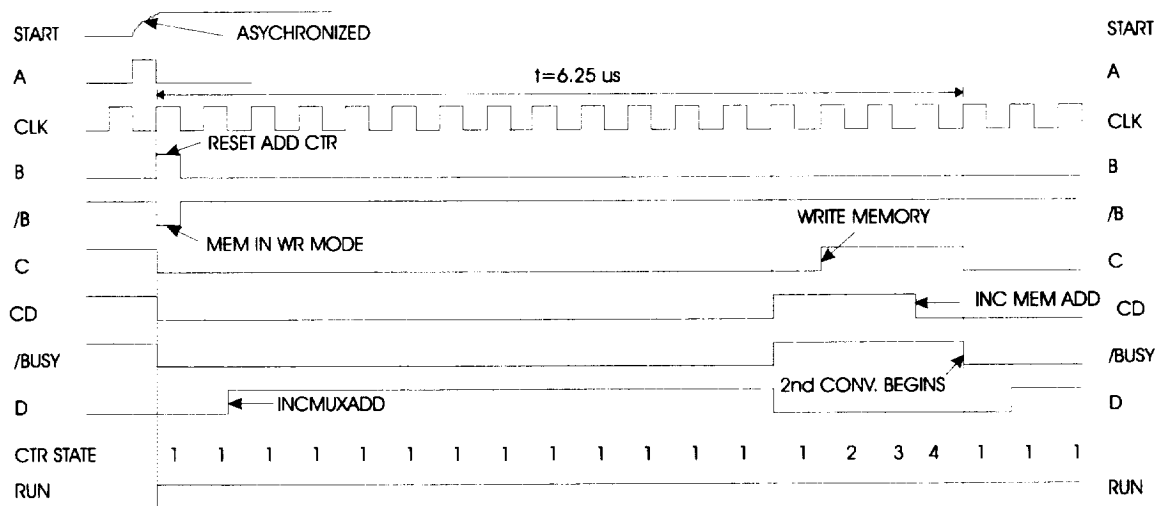 START ASYCHRONIZED START
A t=6.25 us A
CLK CLK
RESET ADD CTR
B B
/B WRITE MEMORY /B
MEM IN WR MODE
C C
CD INC MEM ADD CD
/BUSY /BUSY
2nd CONV. BEGINS
D INCMUXADD D
CTR STATE 1 1 1 1 1 1 1 1 1 1 1 1 1 1 2 3 4 1 1 1
RUN RUN